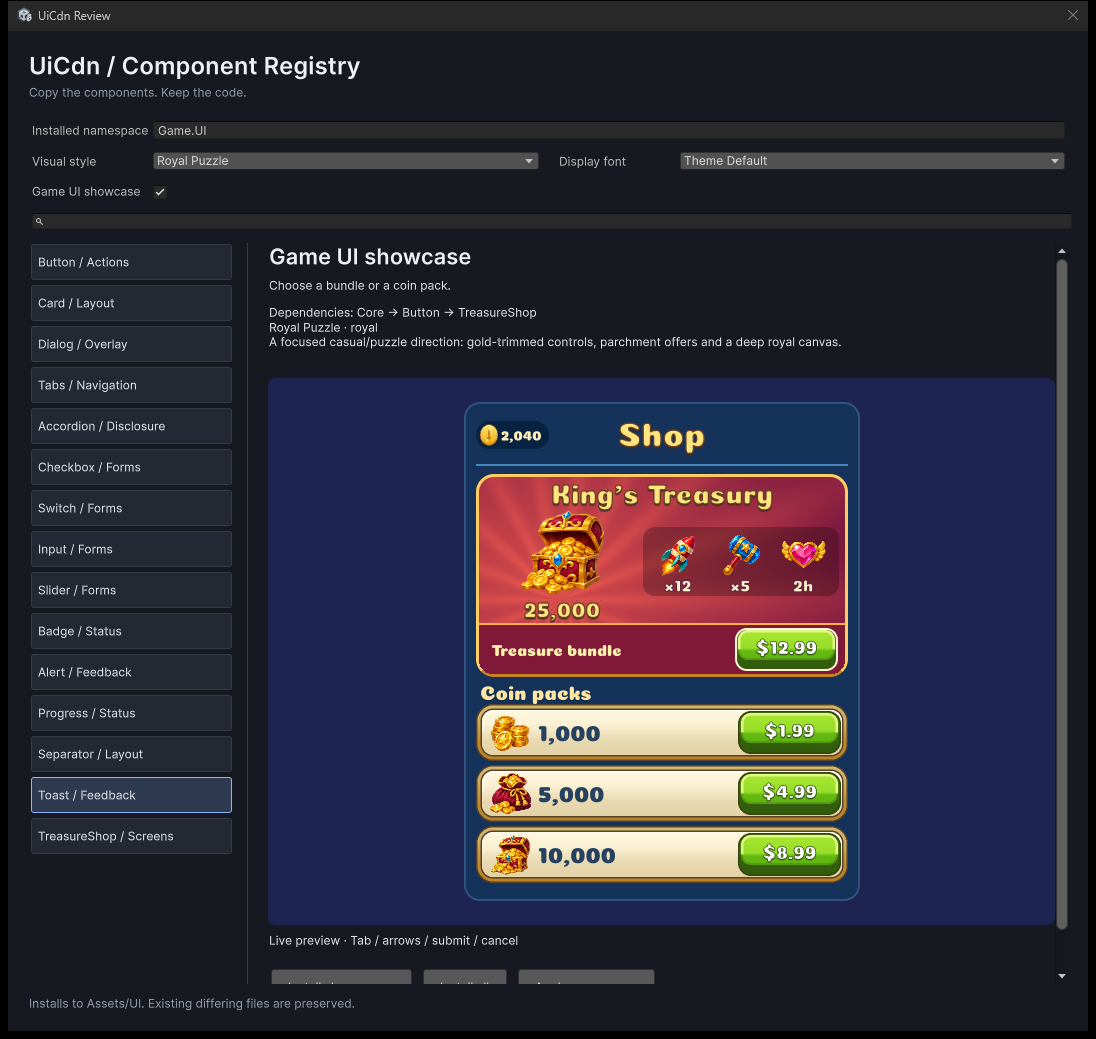 UiCdn Review
UiCdn / Component Registry
Copy the components. Keep the code.
Installed namespace Game.UI
Visual style Royal Puzzle Display font Theme Default
Game UI showcase
Button / Actions
Card / Layout
Dialog / Overlay
Tabs / Navigation
Accordion / Disclosure
Checkbox / Forms
Switch / Forms
Input / Forms
Slider / Forms
Badge / Status
Alert / Feedback
Progress / Status
Separator / Layout
Toast / Feedback
TreasureShop / Screens
Game UI showcase
Choose a bundle or a coin pack.
Dependencies: Core → Button → TreasureShop
Royal Puzzle · royal
A focused casual/puzzle direction: gold-trimmed controls, parchment offers and a deep royal canvas.
2,040
Shop
King's Treasury
×12 ×5 2h
25,000
Treasure bundle $12.99
Coin packs
1,000 $1.99
5,000 $4.99
10,000 $8.99
Live preview · Tab / arrows / submit / cancel
Installs to Assets/UI. Existing differing files are preserved.